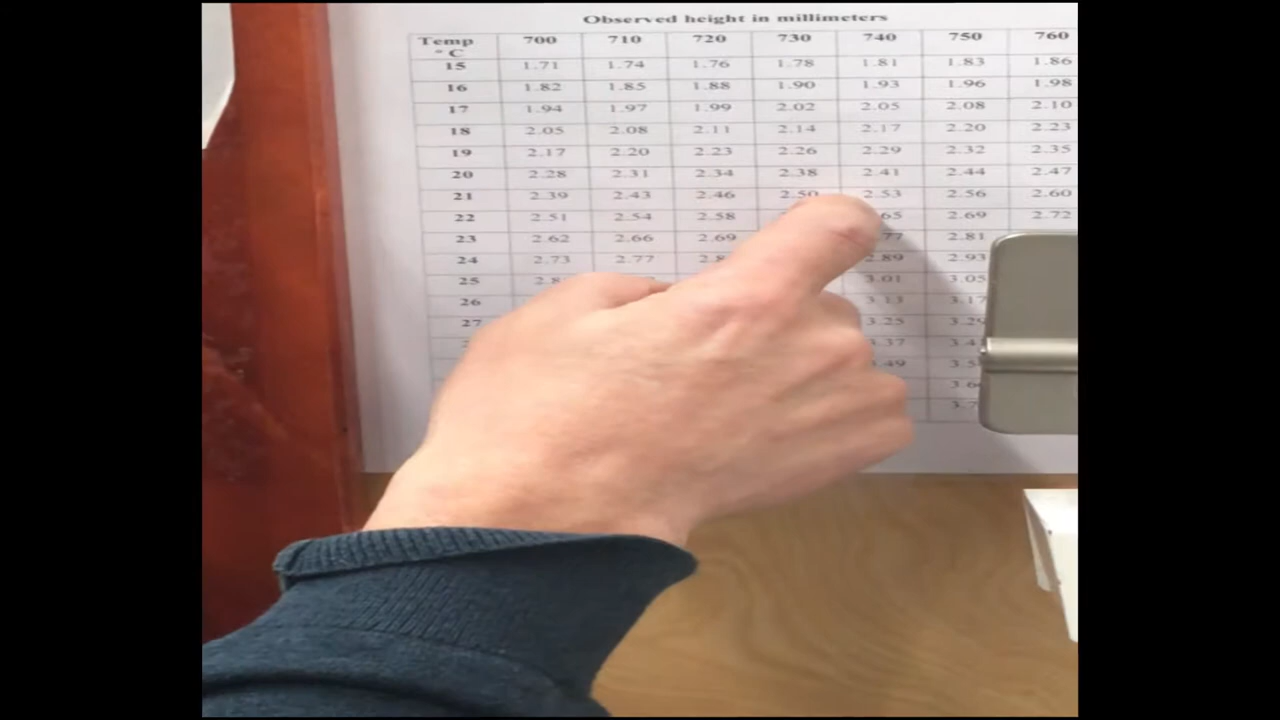 Observed height in millimeters
Temp 700 710 720 730 740 750 760
° C
15 1.71 1.74 1.76 1.78 1.81 1.83 1.86
16 1.82 1.85 1.88 1.90 1.93 1.96 1.98
17 1.94 1.97 1.99 2.02 2.05 2.08 2.10
18 2.05 2.08 2.11 2.14 2.17 2.20 2.23
19 2.17 2.20 2.23 2.26 2.29 2.32 2.35
20 2.28 2.31 2.34 2.38 2.41 2.44 2.47
21 2.39 2.43 2.46 2.50 2.53 2.56 2.60
22 2.51 2.54 2.58 2.69 2.72
23 2.62 2.66 2.69 2.81
24 2.73 2.77 2.89 2.93
25 3.01 3.05
26 3.13 3.17
27 3.25 3.29